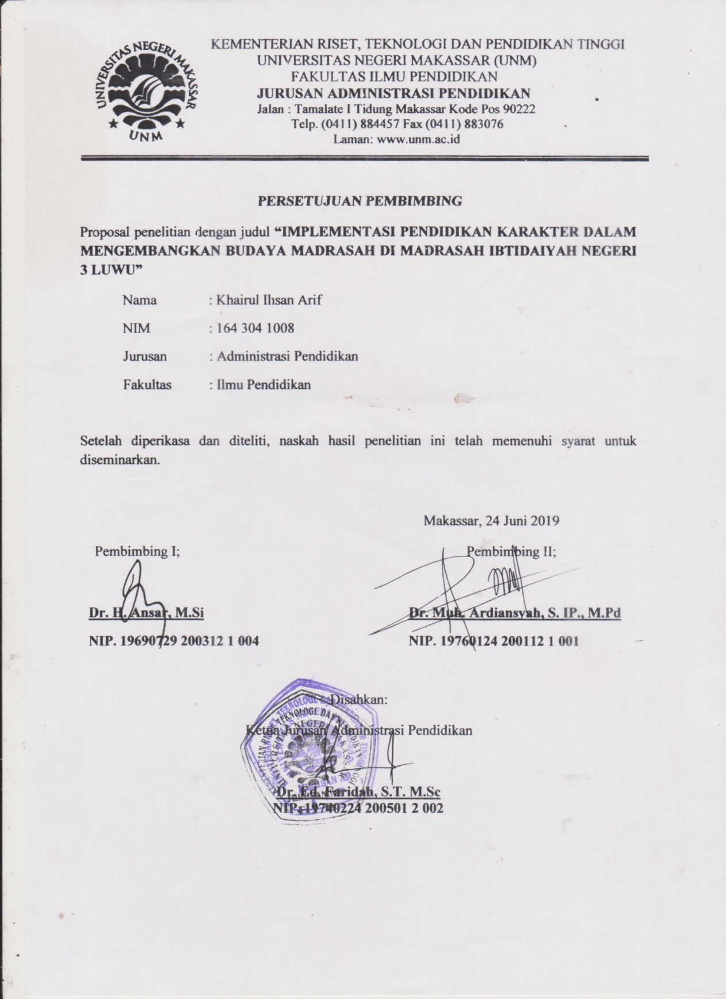 UNIVERSITAS NEGERI MAKASSAR
UNM
KEMENTERIAN RISET, TEKNOLOGI DAN PENDIDIKAN TINGGI
UNIVERSITAS NEGERI MAKASSAR (UNM)
FAKULTAS ILMU PENDIDIKAN
JURUSAN ADMINISTRASI PENDIDIKAN
Jalan : Tamalate I Tidung Makassar Kode Pos 90222
Telp. (0411) 884457 Fax (0411) 883076
Laman: www.unm.ac.id
PERSETUJUAN PEMBIMBING
Proposal penelitian dengan judul “IMPLEMENTASI PENDIDIKAN KARAKTER DALAM
MENGEMBANGKAN BUDAYA MADRASAH DI MADRASAH IBTIDAIYAH NEGERI
3 LUWU”
Nama : Khairul Ihsan Arif
NIM : 164 304 1008
Jurusan : Administrasi Pendidikan
Fakultas : Ilmu Pendidikan
Setelah diperikasa dan diteliti, naskah hasil penelitian ini telah memenuhi syarat untuk
diseminarkan.
Makassar, 24 Juni 2019
Pembimbing I; Pembimbing II;
Dr. H. Ansar, M.Si Dr. Muh. Ardiansyah, S. IP., M.Pd
NIP. 19690729 200312 1 004 NIP. 19760124 200112 1 001
Disahkan:
Ketua Jurusan Administrasi Pendidikan
Dr. Ed. Faridah, S.T. M.Sc
NIP. 19740224 200501 2 002